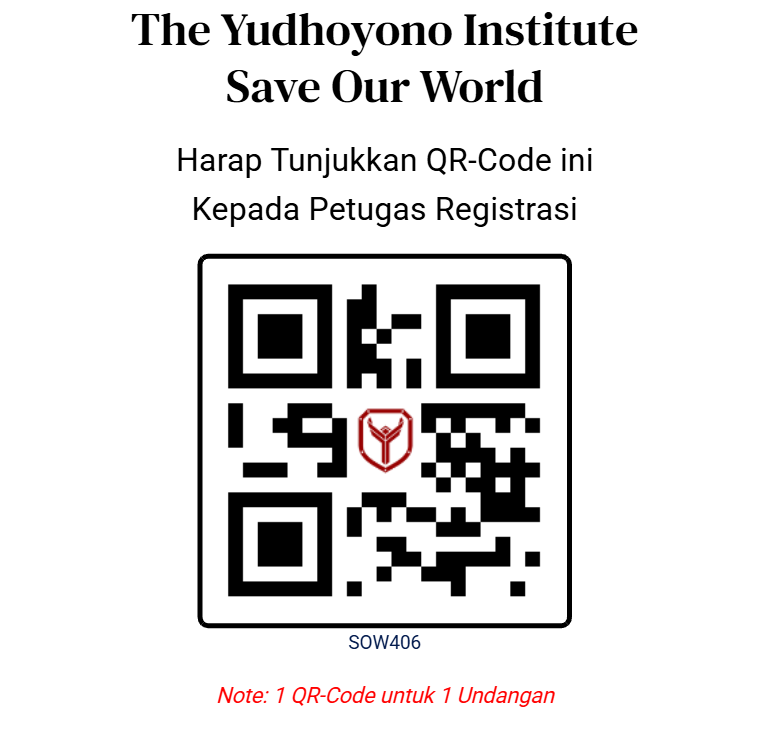 The Yudhoyono Institute
Save Our World
Harap Tunjukkan QR-Code ini
Kepada Petugas Registrasi
SOW406
Note: 1 QR-Code untuk 1 Undangan